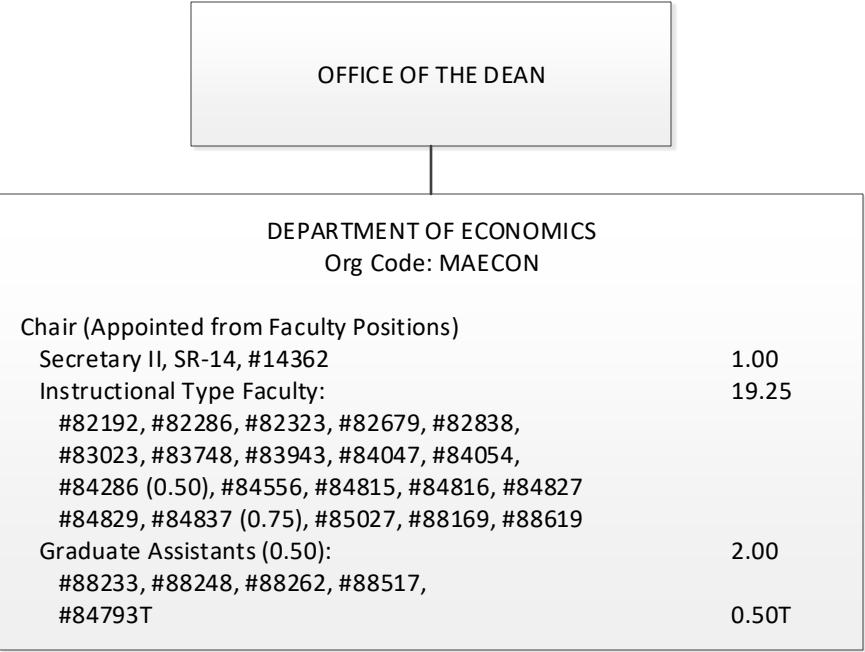 OFFICE OF THE DEAN
DEPARTMENT OF ECONOMICS
Org Code: MAECON
Chair (Appointed from Faculty Positions)
Secretary II, SR-14, #14362 1.00
Instructional Type Faculty: 19.25
#82192, #82286, #82323, #82679, #82838,
#83023, #83748, #83943, #84047, #84054,
#84286 (0.50), #84556, #84815, #84816, #84827
#84829, #84837 (0.75), #85027, #88169, #88619
Graduate Assistants (0.50): 2.00
#88233, #88248, #88262, #88517,
#84793T 0.50T